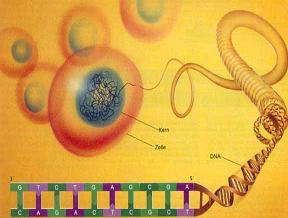 Kern
Zelle
DNA
3' 5'
G T C T G A G C G A
C A G A C T C G C T